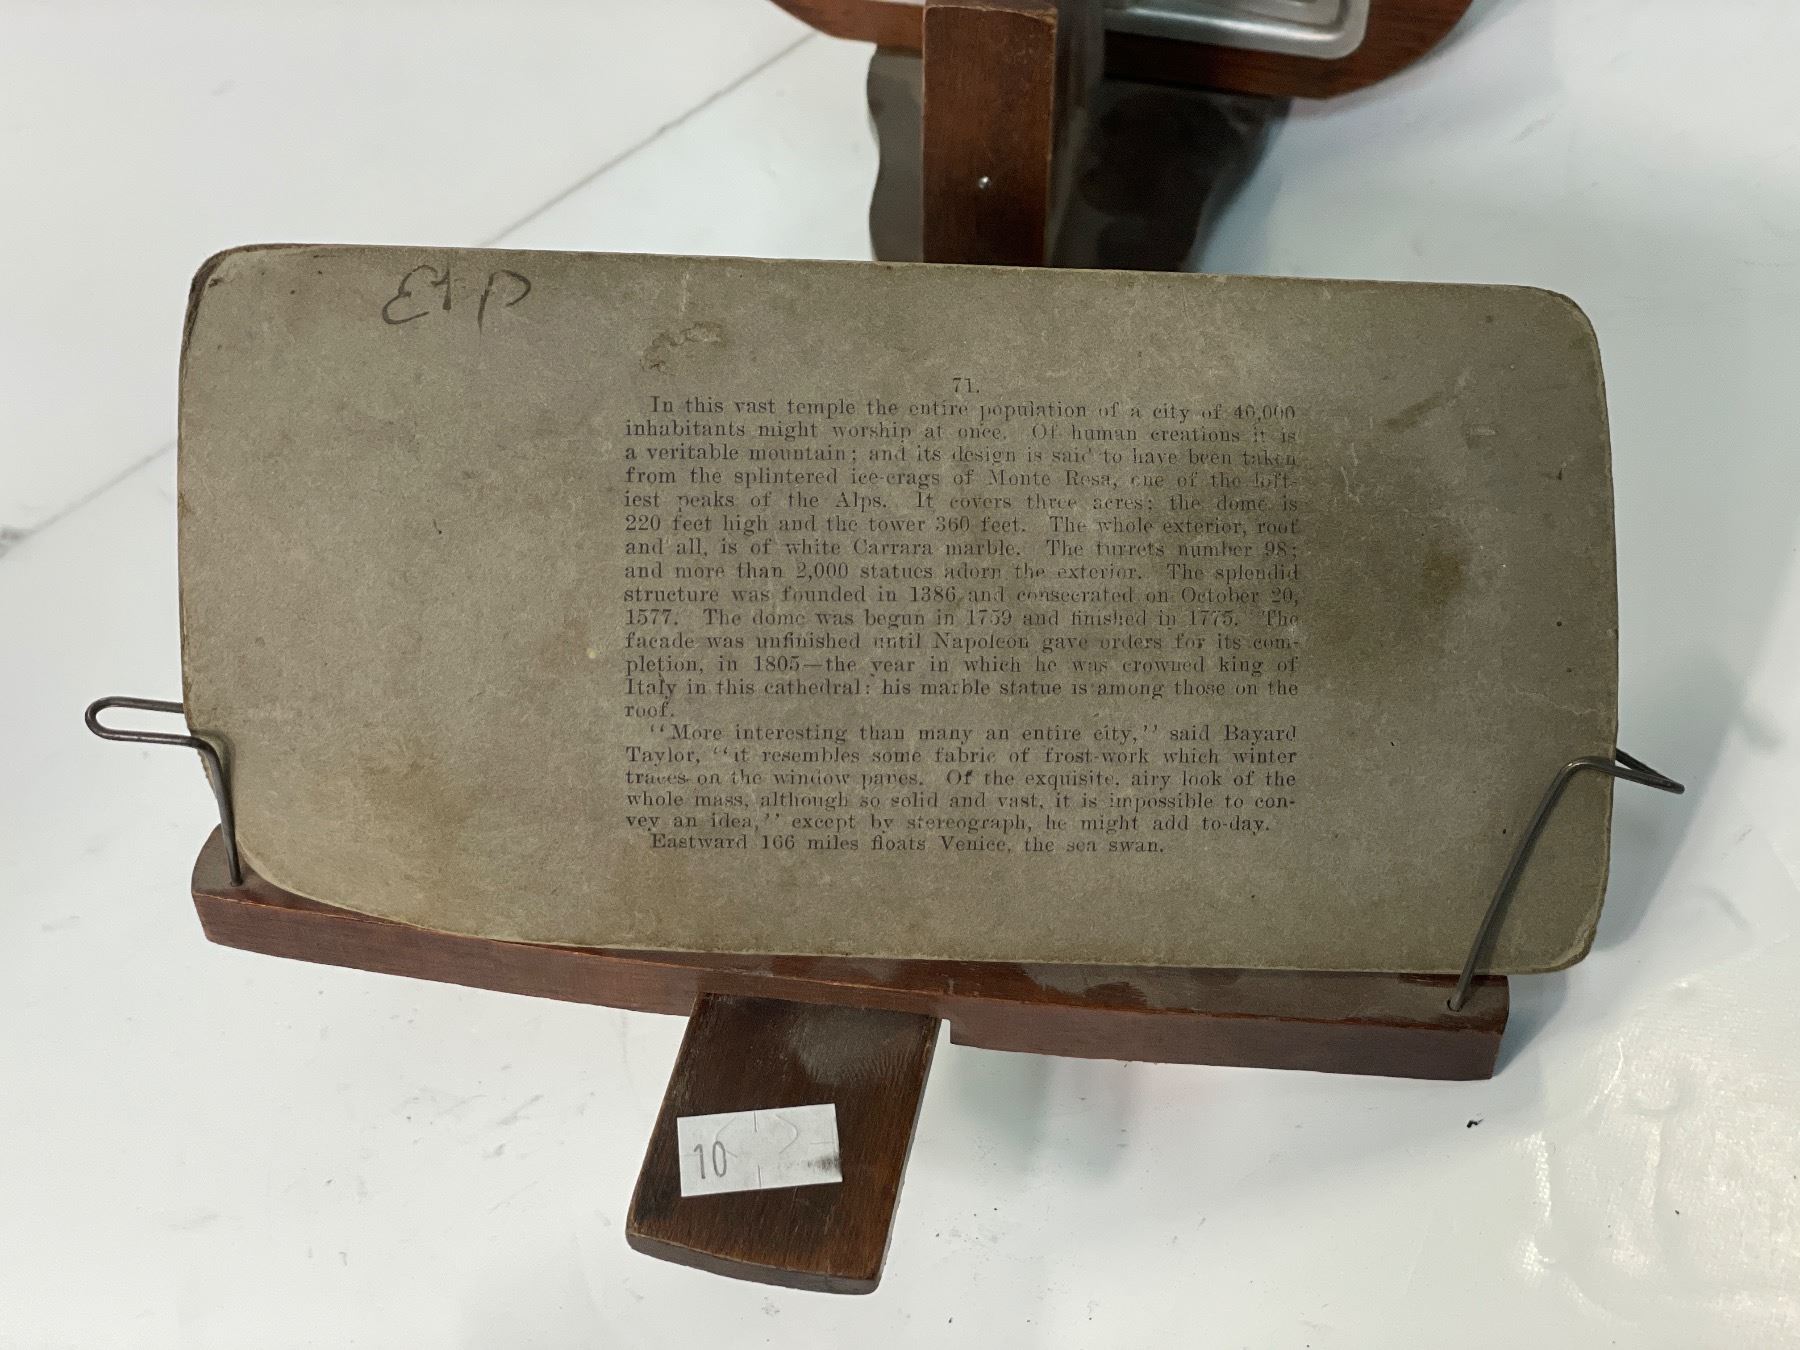 71.
In this vast temple the entire population of a city of 40,000
inhabitants might worship at once. Of human creations it is
a veritable mountain; and its design is said to have been taken
from the splintered ice-crags of Monte Rosa, one of the loft-
iest peaks of the Alps. It covers three acres; the dome is
220 feet high and the tower 360 feet. The whole exterior, roof
and all, is of white Carrara marble. The turrets number 98;
and more than 2,000 statues adorn the exterior. The splendid
structure was founded in 1386 and consecrated on October 20,
1577. The dome was begun in 1759 and finished in 1775. The
facade was unfinished until Napoleon gave orders for its com-
pletion, in 1805—the year in which he was crowned king of
Italy in this cathedral: his marble statue is among those on the
roof.
"More interesting than many an entire city," said Bayard
Taylor, "it resembles some fabric of frost-work which winter
traces on the window panes. Of the exquisite, airy look of the
whole mass, although so solid and vast, it is impossible to con-
vey an idea," except by stereograph, he might add to-day.
Eastward 166 miles floats Venice, the sea swan.
10